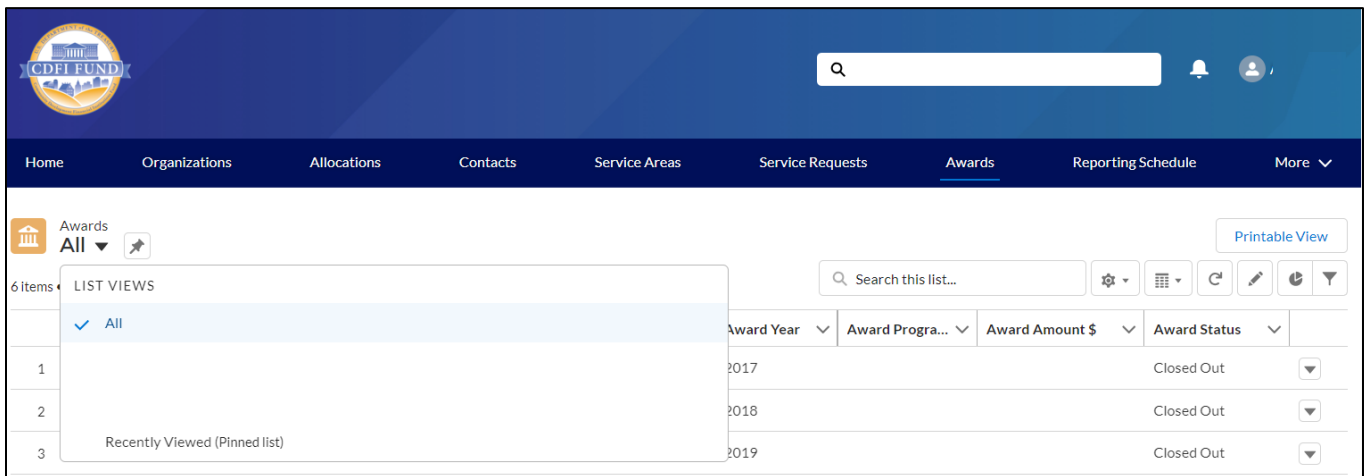 CDFI FUND
Home Organizations Allocations Contacts Service Areas Service Requests Awards Reporting Schedule More
Awards
All
Printable View
6 items
Search this list...
LIST VIEWS
All
Recently Viewed (Pinned list)
Award Year Award Progra... Award Amount $ Award Status
1 2017 Closed Out
2 2018 Closed Out
3 2019 Closed Out